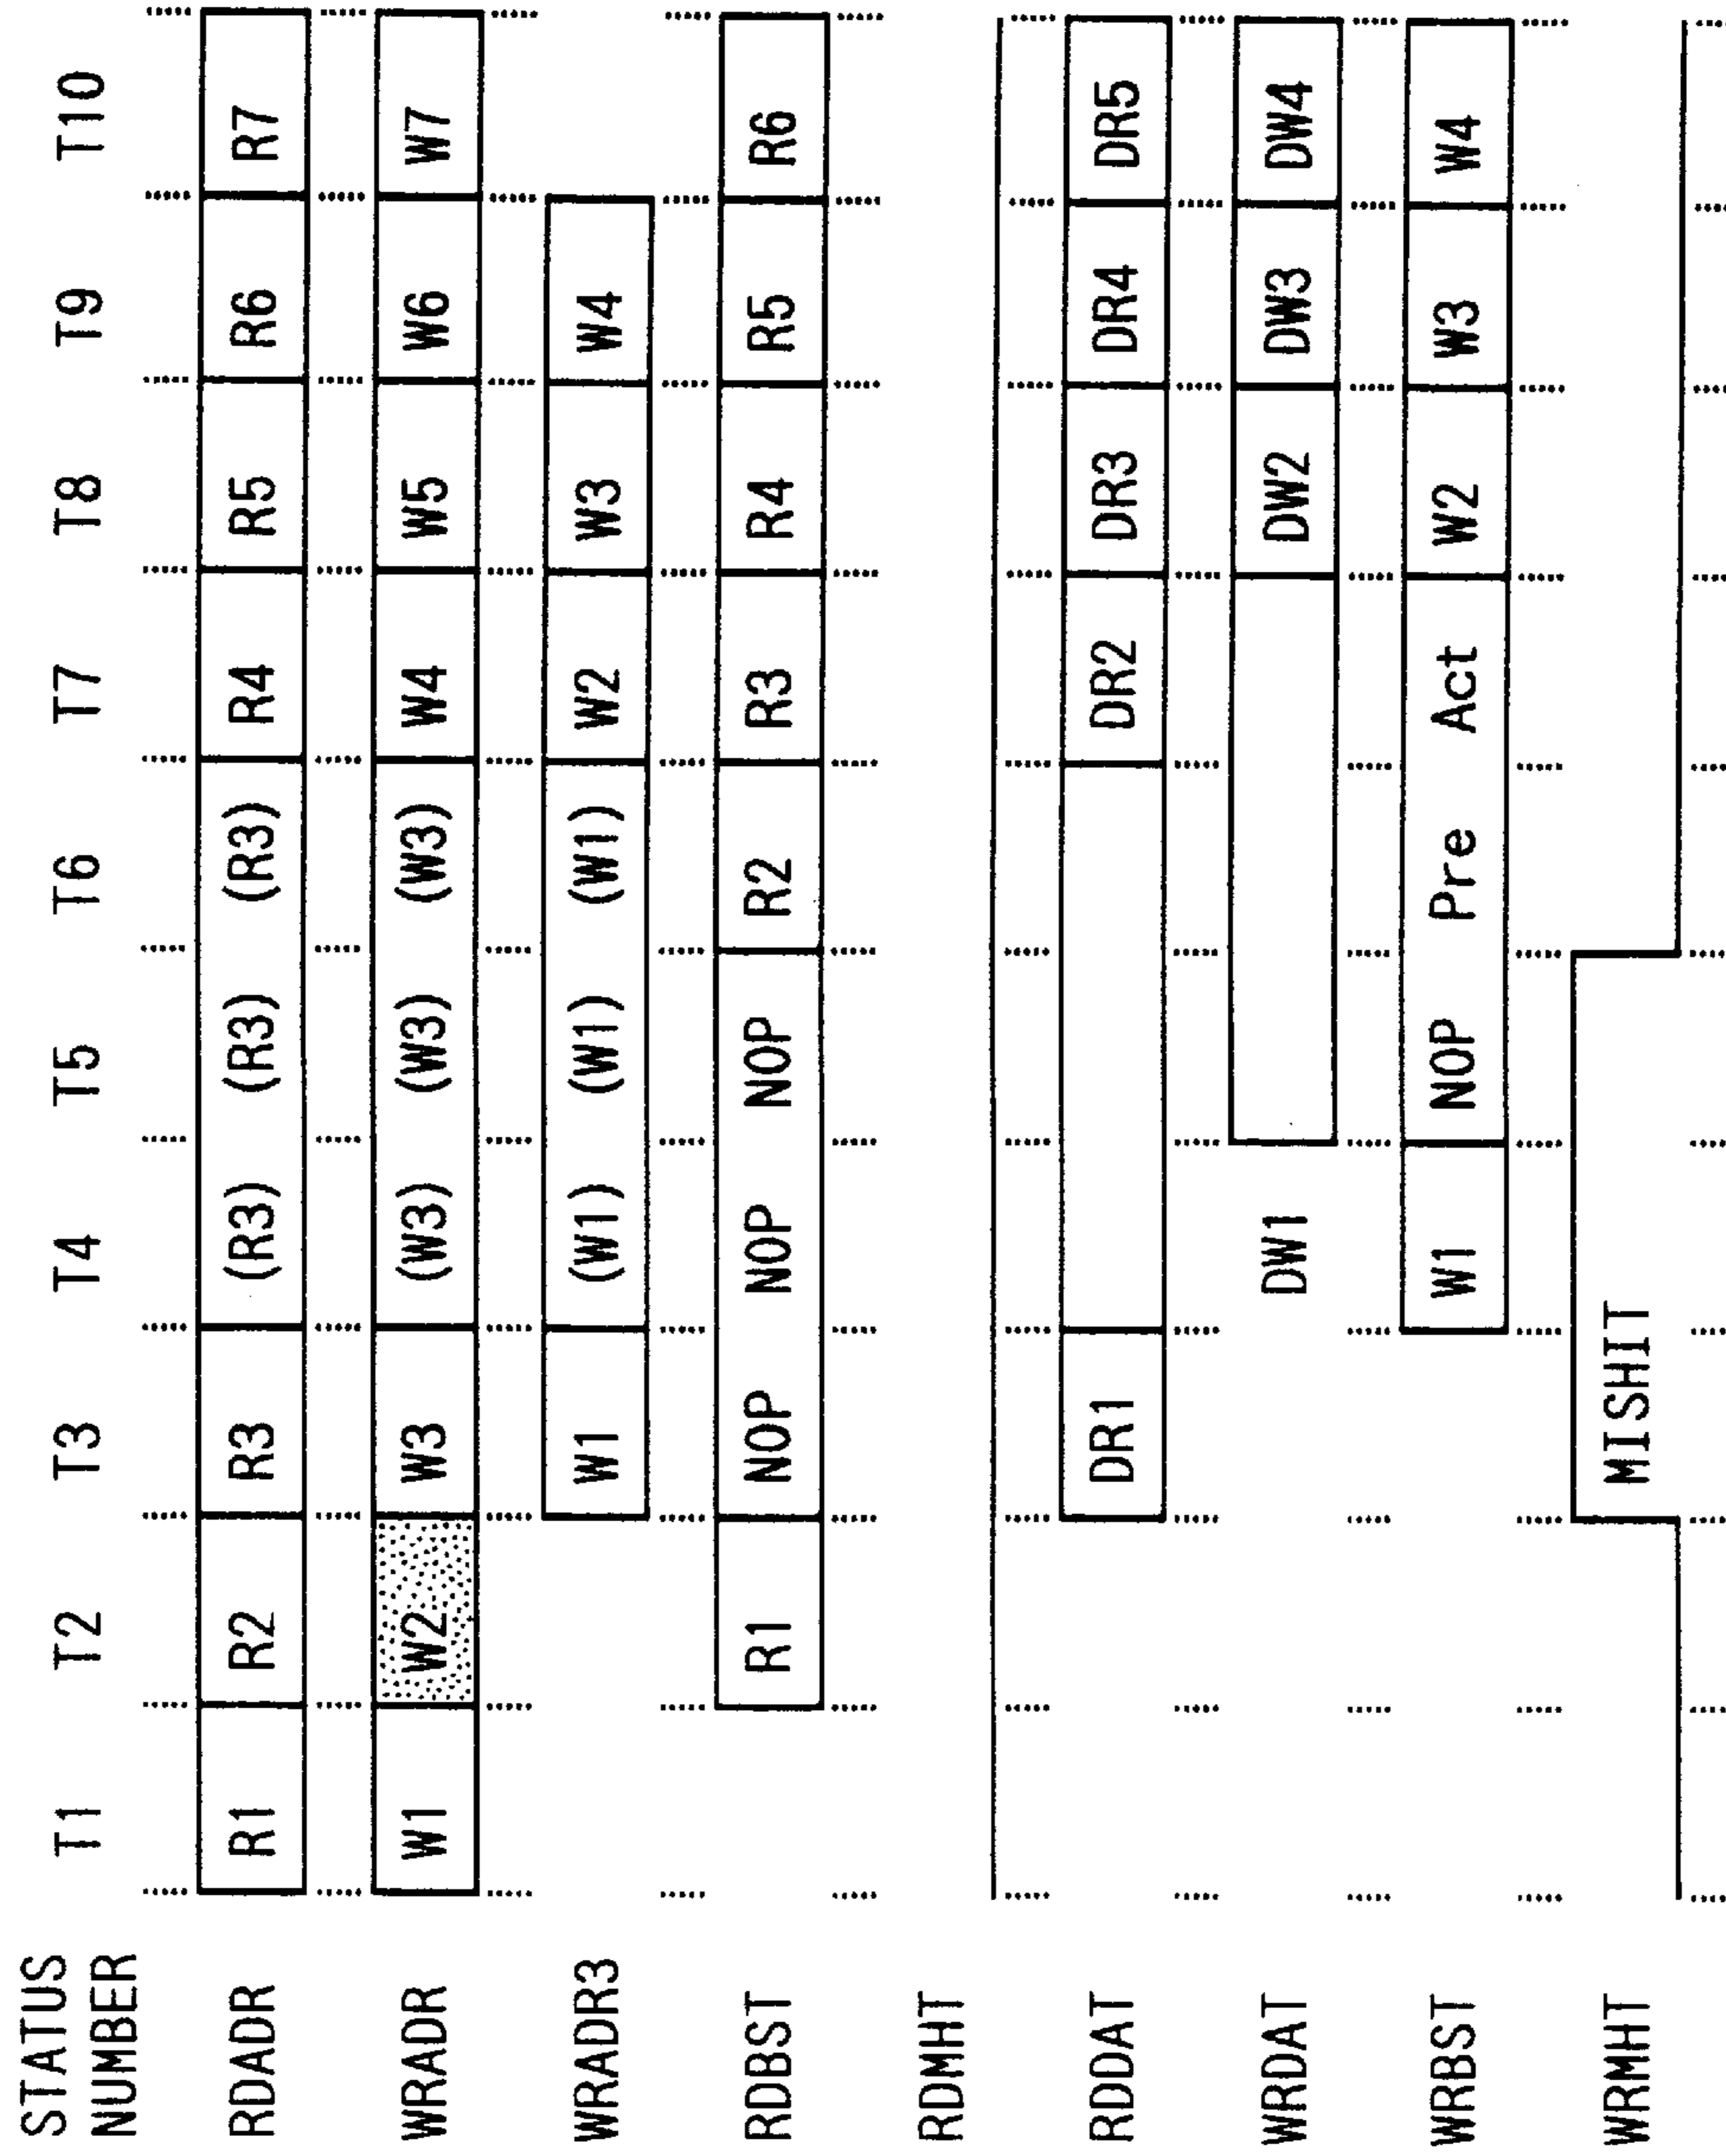 STATUS NUMBER T1 T2 T3 T4 T5 T6 T7 T8 T9 T10
RDADR R1 R2 R3 (R3) (R3) (R3) R4 R5 R6 R7
WRADR W1 W2 W3 (W3) (W3) (W3) W4 W5 W6 W7
WRADR3 W1 (W1) (W1) (W1) W2 W3 W4
RDBST R1 NOP NOP NOP R2 R3 R4 R5 R6
RDMHT
RDDAT DR1 DR2 DR3 DR4 DR5
WRDAT DW1 DW2 DW3 DW4
WRBST W1 NOP Pre Act W2 W3 W4
WRMHT MISHIT